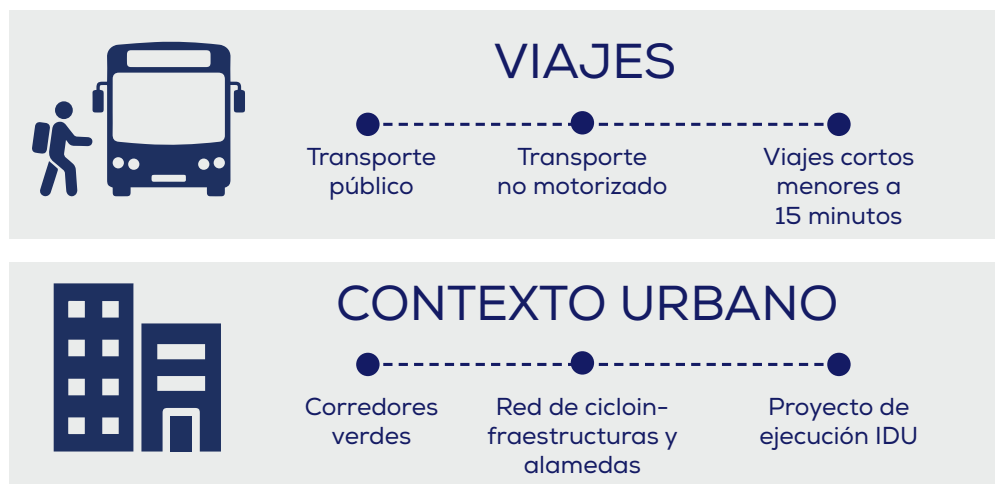 VIAJES
Transporte
público
Transporte
no motorizado
Viajes cortos
menores a
15 minutos
CONTEXTO URBANO
Corredores
verdes
Red de cicloin-
fraestructuras y
alamedas
Proyecto de
ejecución IDU